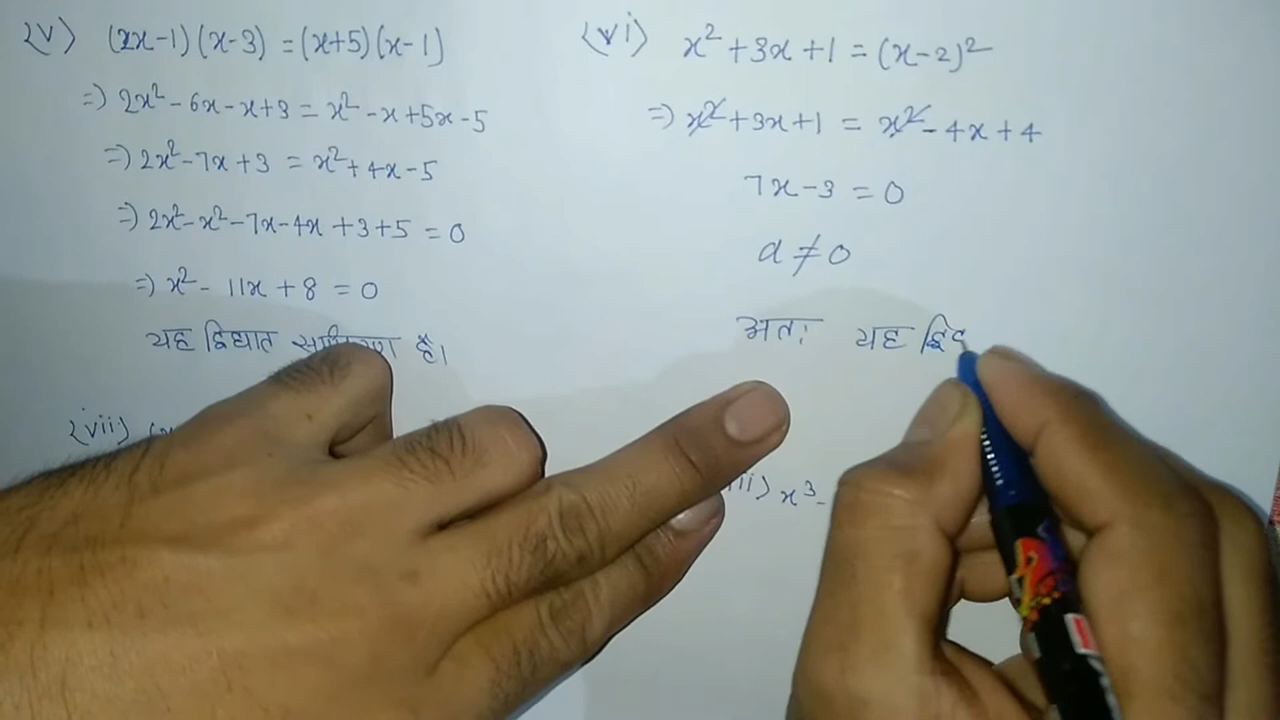 (v) (2x-1)(x-3) = (x+5)(x-1)
=) 2x² - 6x - x + 3 = x² - x + 5x - 5
=) 2x² - 7x + 3 = x² + 4x - 5
=) 2x² - x² - 7x - 4x + 3 + 5 = 0
=) x² - 11x + 8 = 0
यह द्विघात है।
(vii)
(vi) x² + 3x + 1 = (x-2)²
=) x² + 3x + 1 = x² - 4x + 4
7x - 3 = 0
a ≠ 0
अतः यह
x³ -